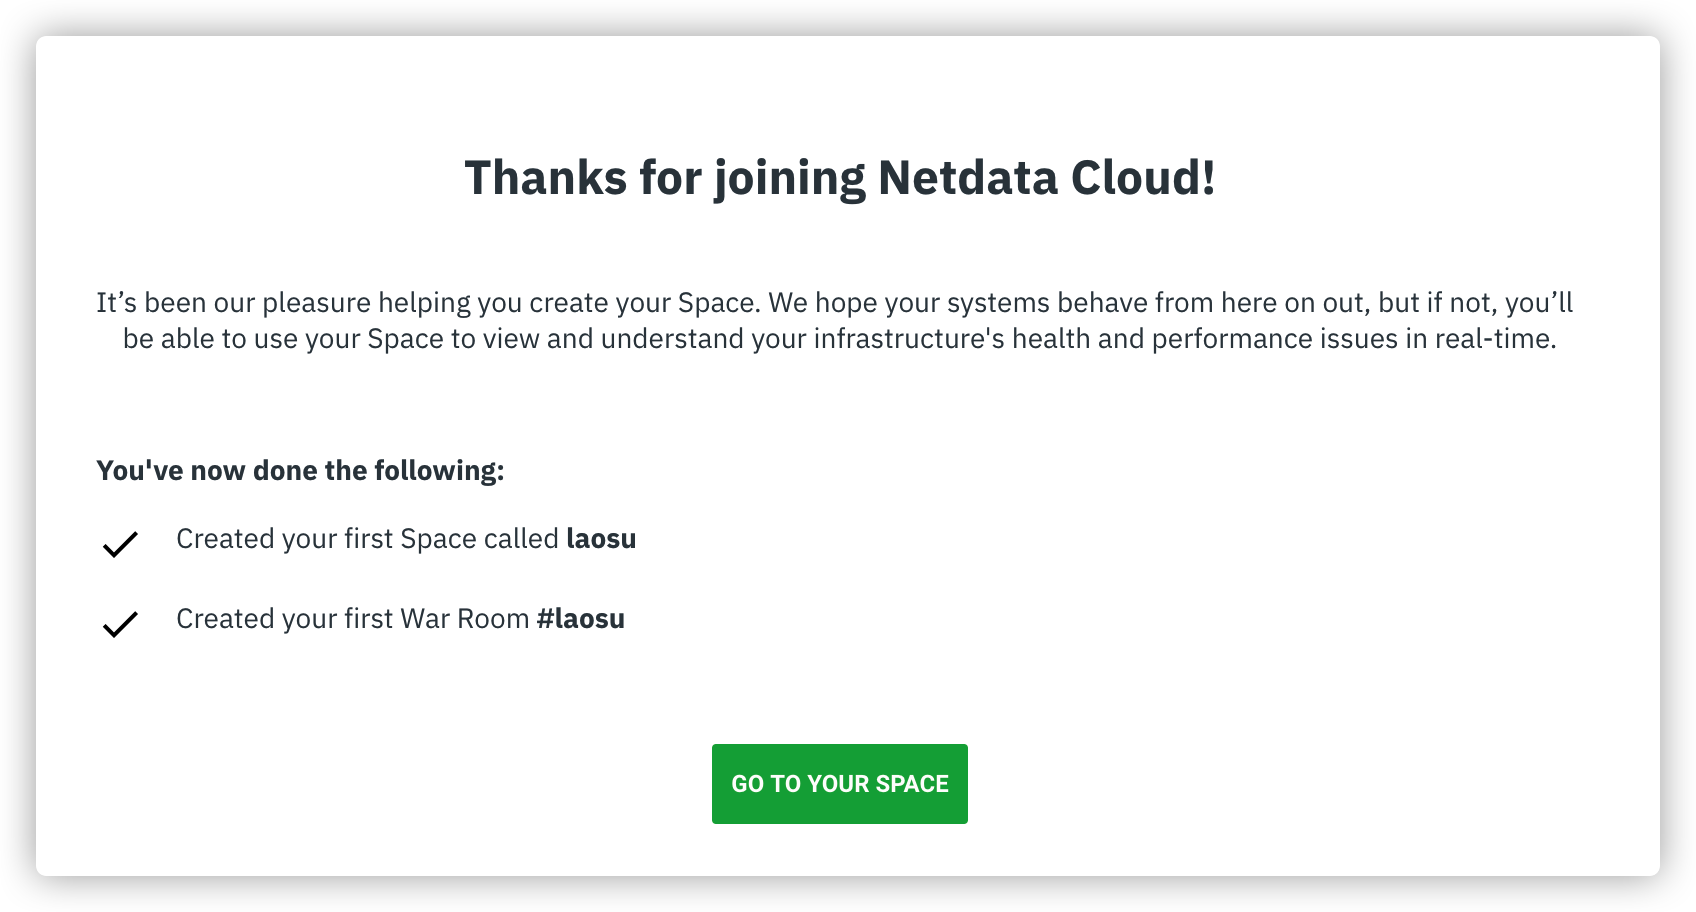 Thanks for joining Netdata Cloud!
It’s been our pleasure helping you create your Space. We hope your systems behave from here on out, but if not, you’ll
be able to use your Space to view and understand your infrastructure's health and performance issues in real-time.
You've now done the following:
Created your first Space called laosu
Created your first War Room #laosu
GO TO YOUR SPACE